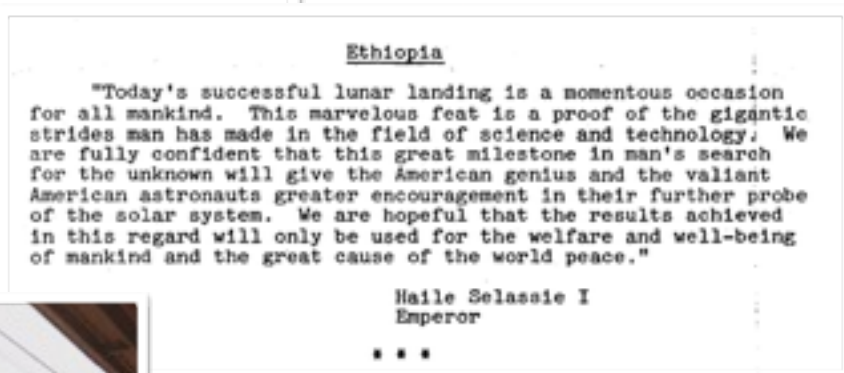 Ethiopia
"Today's successful lunar landing is a momentous occasion
for all mankind. This marvelous feat is a proof of the gigantic
strides man has made in the field of science and technology. We
are fully confident that this great milestone in man's search
for the unknown will give the American genius and the valiant
American astronauts greater encouragement in their further probe
of the solar system. We are hopeful that the results achieved
in this regard will only be used for the welfare and well-being
of mankind and the great cause of the world peace."
Haile Selassie I
Emperor
...